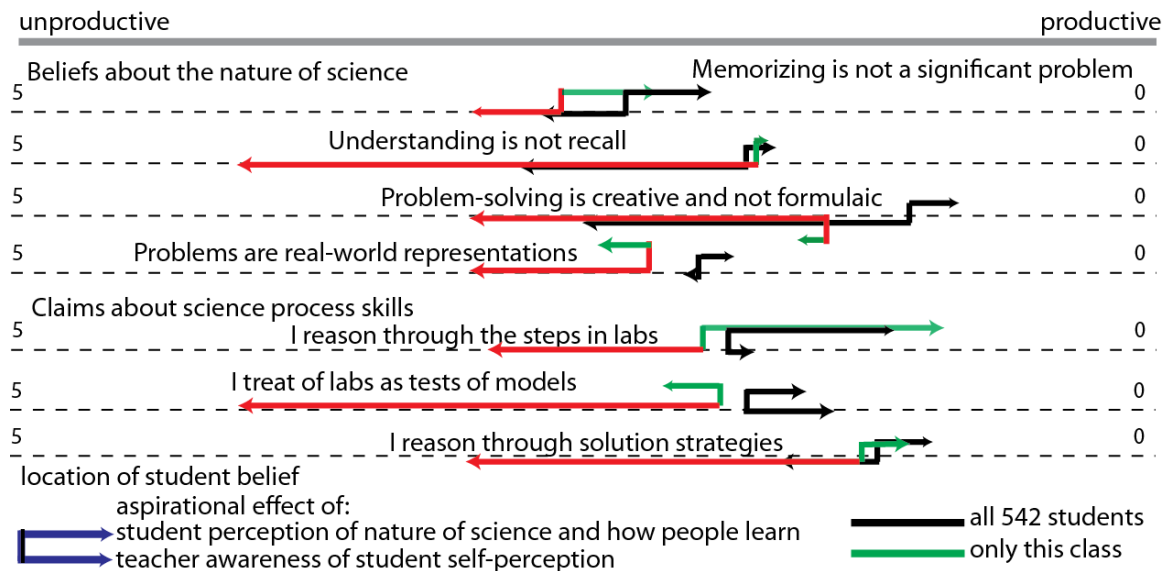 unproductive productive
Beliefs about the nature of science Memorizing is not a significant problem
5 0
Understanding is not recall
5 0
Problem-solving is creative and not formulaic
5 0
Problems are real-world representations
5 0
Claims about science process skills
I reason through the steps in labs
5 0
I treat of labs as tests of models
5 0
I reason through solution strategies
5 0
location of student belief
aspirational effect of:
student perception of nature of science and how people learn
teacher awareness of student self-perception
all 542 students
only this class